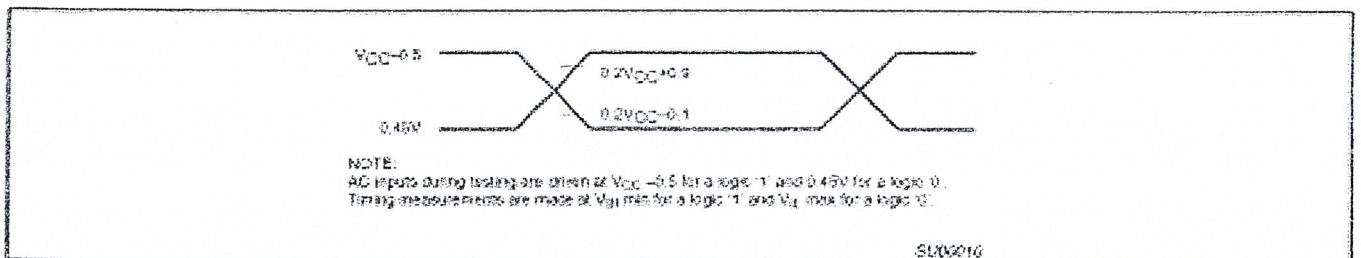 VCC–0.5
0.2VCC+0.9
0.2VCC–0.1
0.45V
NOTE:
AC inputs during testing are driven at VCC –0.5 for a logic '1' and 0.45V for a logic '0'.
Timing measurements are made at VIH min for a logic '1' and VIL max for a logic '0'.